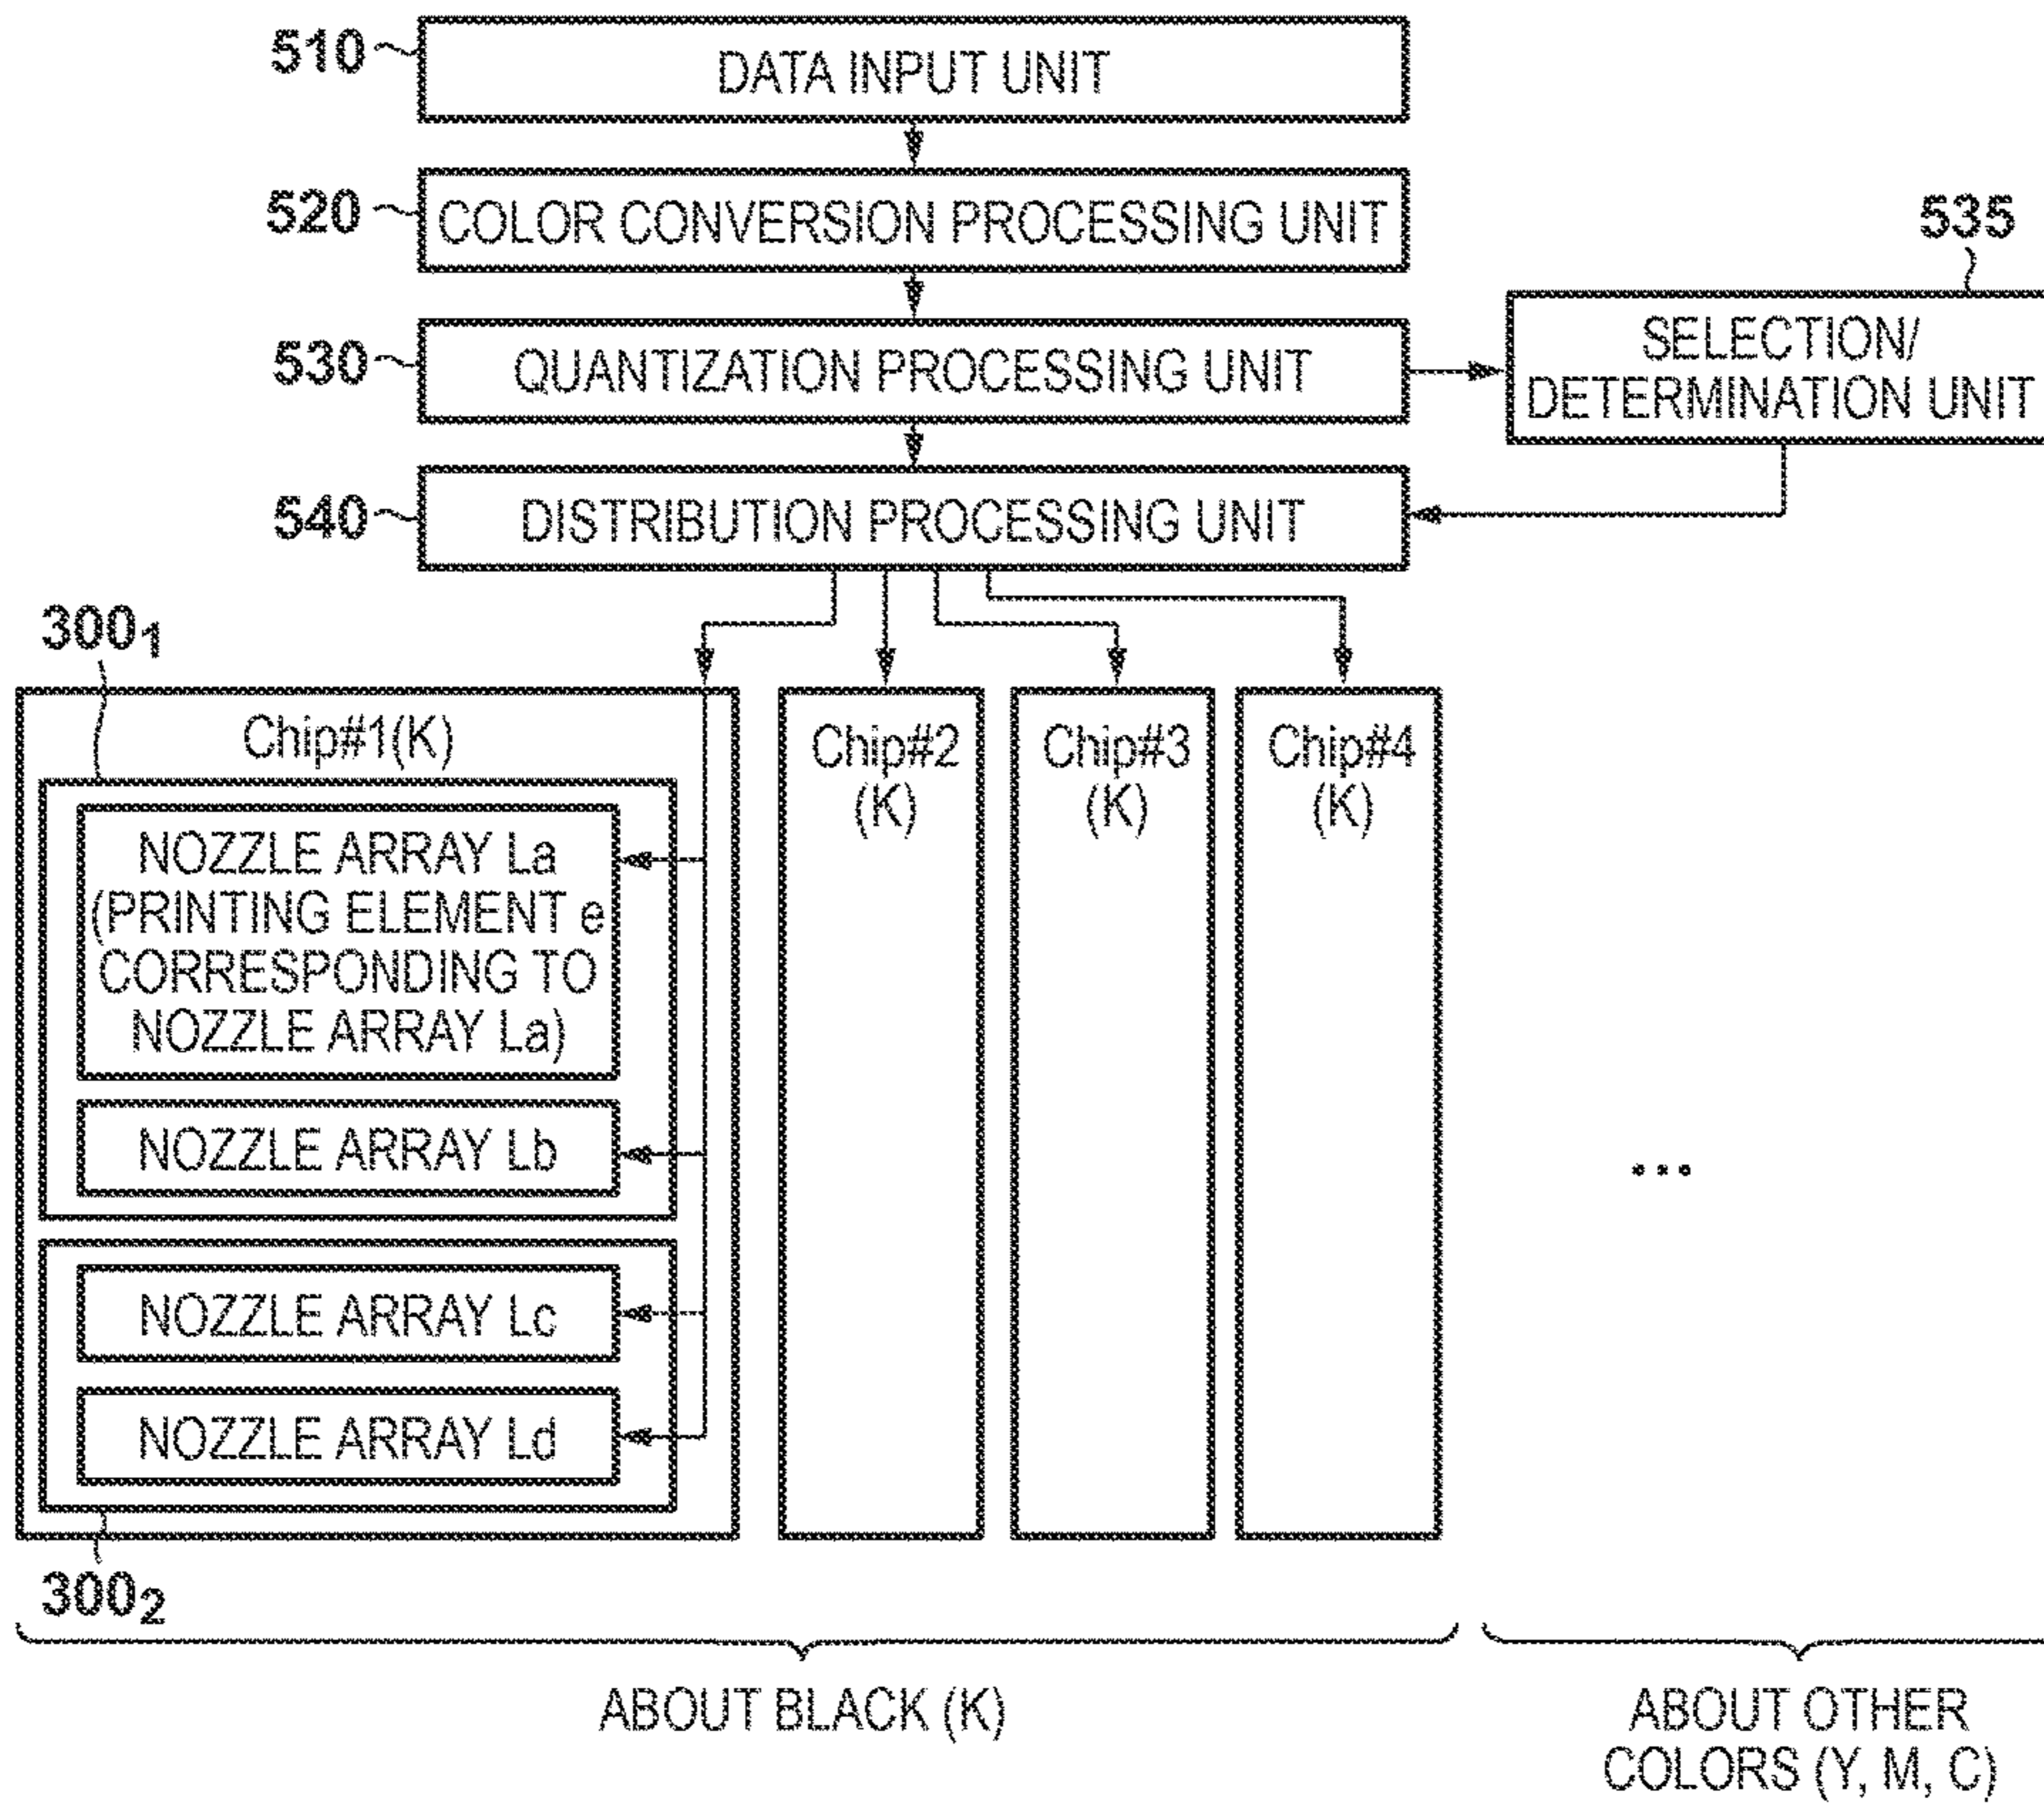 510
DATA INPUT UNIT
520
COLOR CONVERSION PROCESSING UNIT
535
530
QUANTIZATION PROCESSING UNIT
SELECTION/
DETERMINATION UNIT
540
DISTRIBUTION PROCESSING UNIT
300₁
Chip#1(K)
NOZZLE ARRAY La
(PRINTING ELEMENT e
CORRESPONDING TO
NOZZLE ARRAY La)
NOZZLE ARRAY Lb
NOZZLE ARRAY Lc
NOZZLE ARRAY Ld
300₂
Chip#2
(K)
Chip#3
(K)
Chip#4
(K)
...
ABOUT BLACK (K)
ABOUT OTHER
COLORS (Y, M, C)